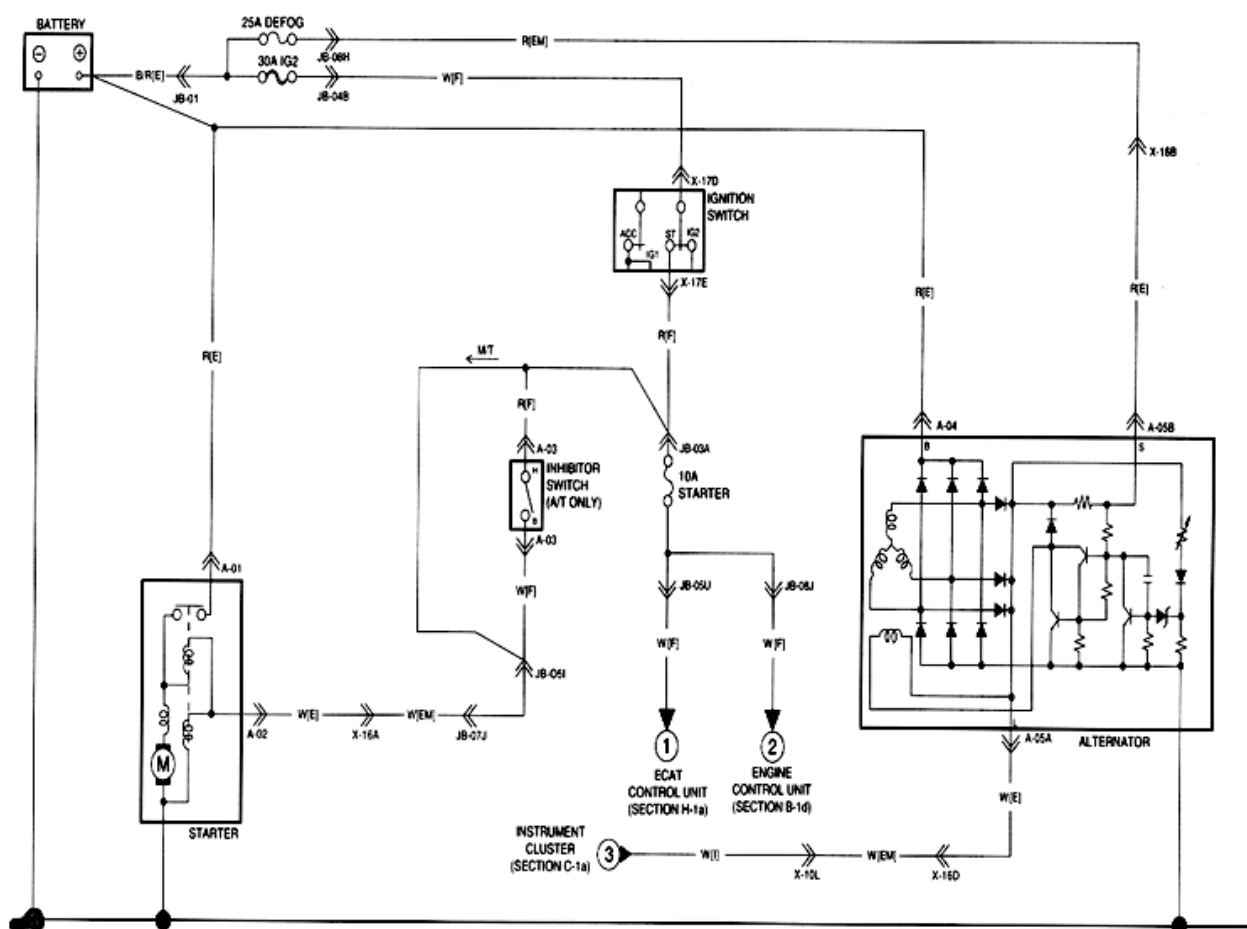 BATTERY
25A DEFOG
JB-08H
R[EM]
B/R[E]
JB-01
30A IG2
JB-04B
W[F]
X-16B
X-17D
IGNITION
SWITCH
ACC
IG1
ST
IG2
X-17E
R[E]
R[E]
R[F]
R[E]
M/T
R[F]
A-03
INHIBITOR
SWITCH
(A/T ONLY)
H
B
A-03
JB-03A
10A
STARTER
A-04
B
A-05B
S
A-01
W[F]
JB-05U
JB-06J
W[F]
W[F]
JB-O5I
A-02
W[E]
X-16A
W[EM]
JB-07J
M
STARTER
1
ECAT
CONTROL UNIT
(SECTION H-1a)
2
ENGINE
CONTROL UNIT
(SECTION B-1d)
L
A-05A
ALTERNATOR
W[E]
INSTRUMENT
CLUSTER
(SECTION C-1a)
3
W[I]
X-10L
W[EM]
X-16D